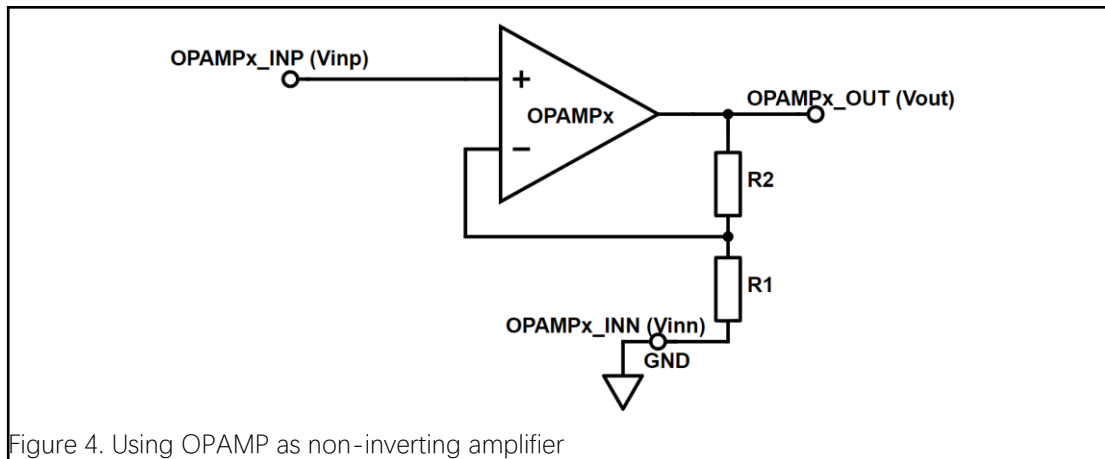 OPAMPx_INP (Vinp)
+
OPAMPx
OPAMPx_OUT (Vout)
−
R2
R1
OPAMPx_INN (Vinn)
GND
Figure 4. Using OPAMP as non-inverting amplifier